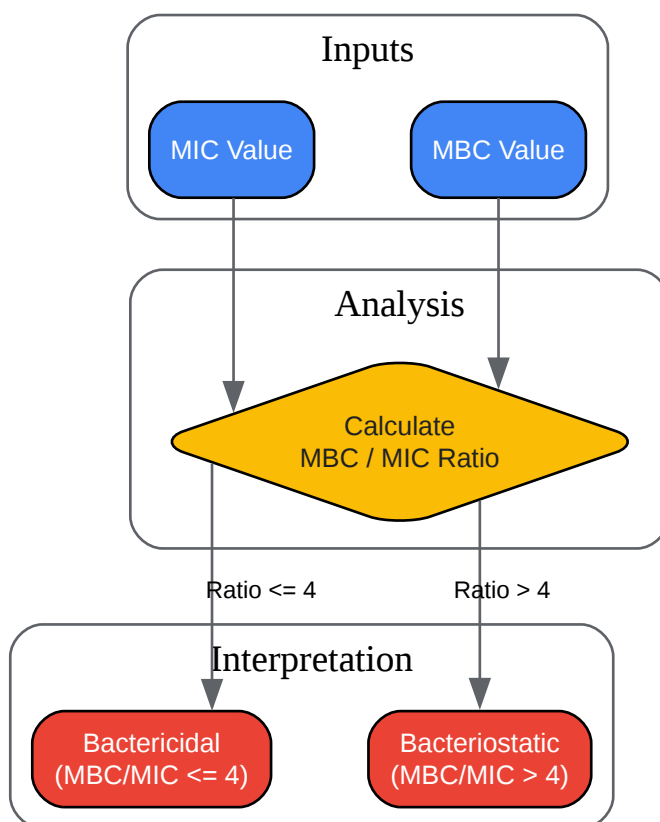 Inputs
MIC Value
MBC Value
Analysis
Calculate
MBC / MIC Ratio
Ratio <= 4
Ratio > 4
Interpretation
Bactericidal
(MBC/MIC <= 4)
Bacteriostatic
(MBC/MIC > 4)